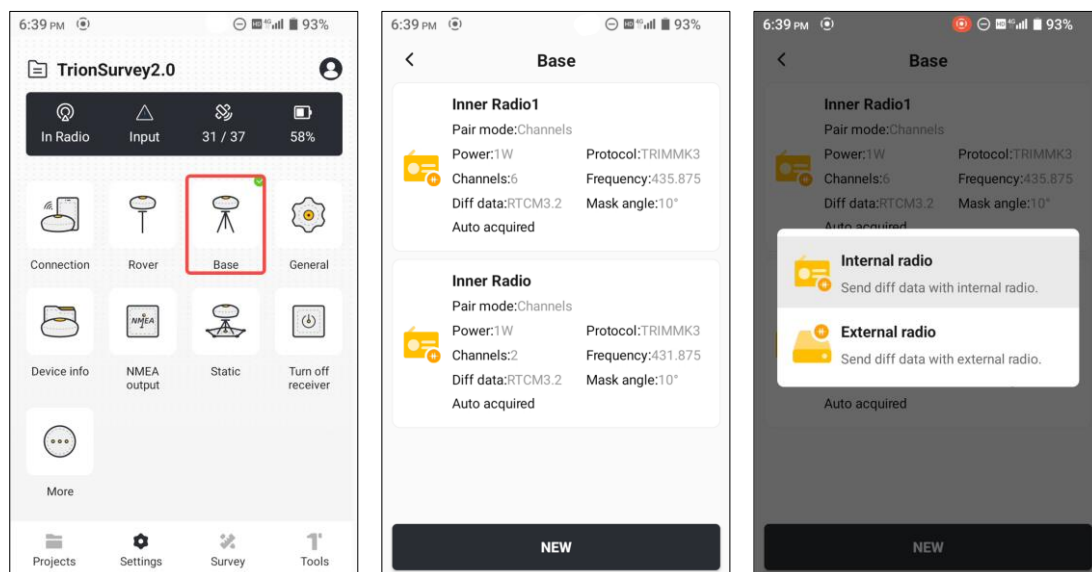 6:39 PM 93%
TrionSurvey2.0
In Radio Input 31 / 37 58%
Connection Rover Base General
NMEA
Device info NMEA output Static Turn off receiver
More
Projects Settings Survey Tools
6:39 PM 93%
Base
Inner Radio1
Pair mode:Channels
Power:1W Protocol:TRIMMK3
Channels:6 Frequency:435.875
Diff data:RTCM3.2 Mask angle:10°
Auto acquired
Inner Radio
Pair mode:Channels
Power:1W Protocol:TRIMMK3
Channels:2 Frequency:431.875
Diff data:RTCM3.2 Mask angle:10°
Auto acquired
NEW
6:39 PM 93%
Base
Inner Radio1
Pair mode:Channels
Power:1W Protocol:TRIMMK3
Channels:6 Frequency:435.875
Diff data:RTCM3.2 Mask angle:10°
Auto acquired
Internal radio
Send diff data with internal radio.
External radio
Send diff data with external radio.
Auto acquired
NEW